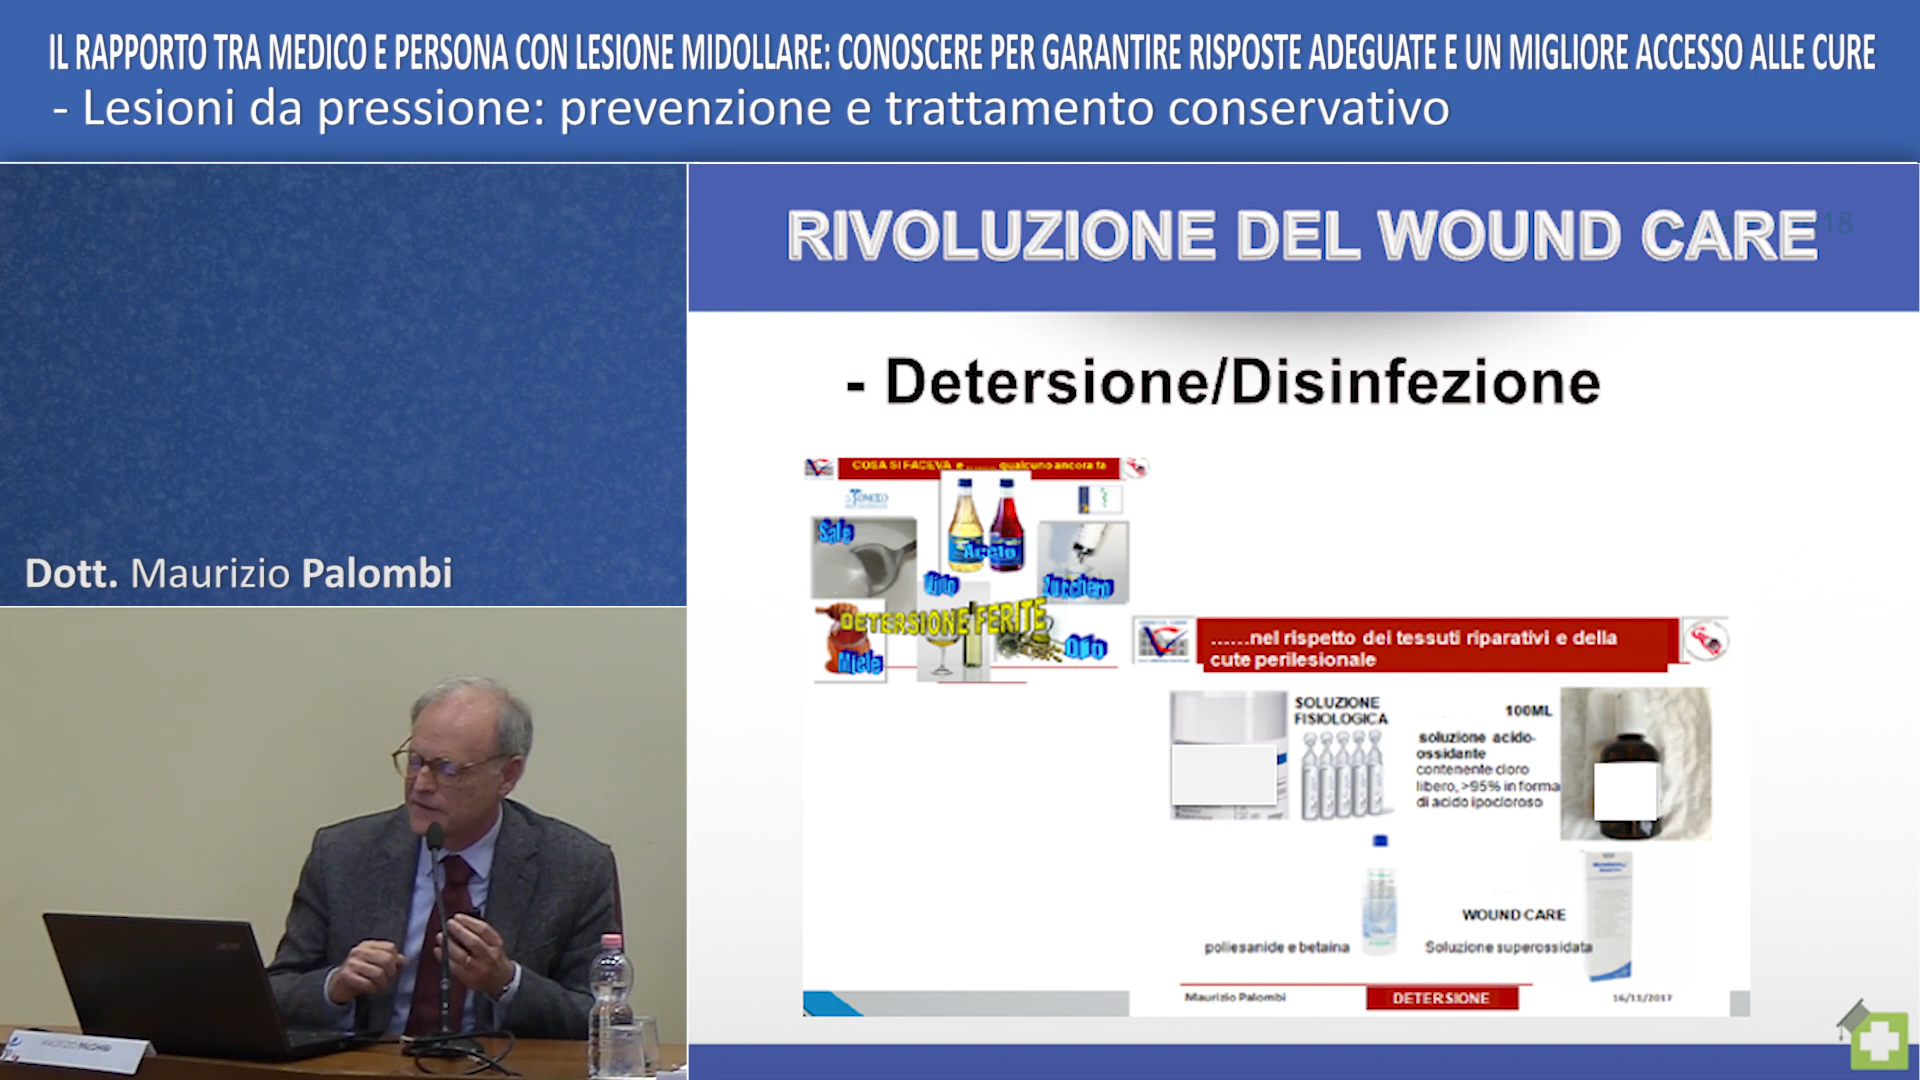 IL RAPPORTO TRA MEDICO E PERSONA CON LESIONE MIDOLLARE: CONOSCERE PER GARANTIRE RISPOSTE ADEGUATE E UN MIGLIORE ACCESSO ALLE CURE
- Lesioni da pressione: prevenzione e trattamento conservativo
RIVOLUZIONE DEL WOUND CARE
18
- Detersione/Disinfezione
COSA SI FACEVA e ....... qualcuno ancora fa
Sale
Aceto
Vino
Zucchero
DETERSIONE FERITE
Miele
Olio
......nel rispetto dei tessuti riparativi e della
cute perilesionale
SOLUZIONE
FISIOLOGICA
100ML
soluzione acido-
ossidante
contenente cloro
libero, >95% in forma
di acido ipocloroso
WOUND CARE
poliesanide e betaina
Soluzione superossidata
Maurizio Palombi
DETERSIONE
16/11/2017
Dott. Maurizio Palombi
MAURIZIO PALOMBI